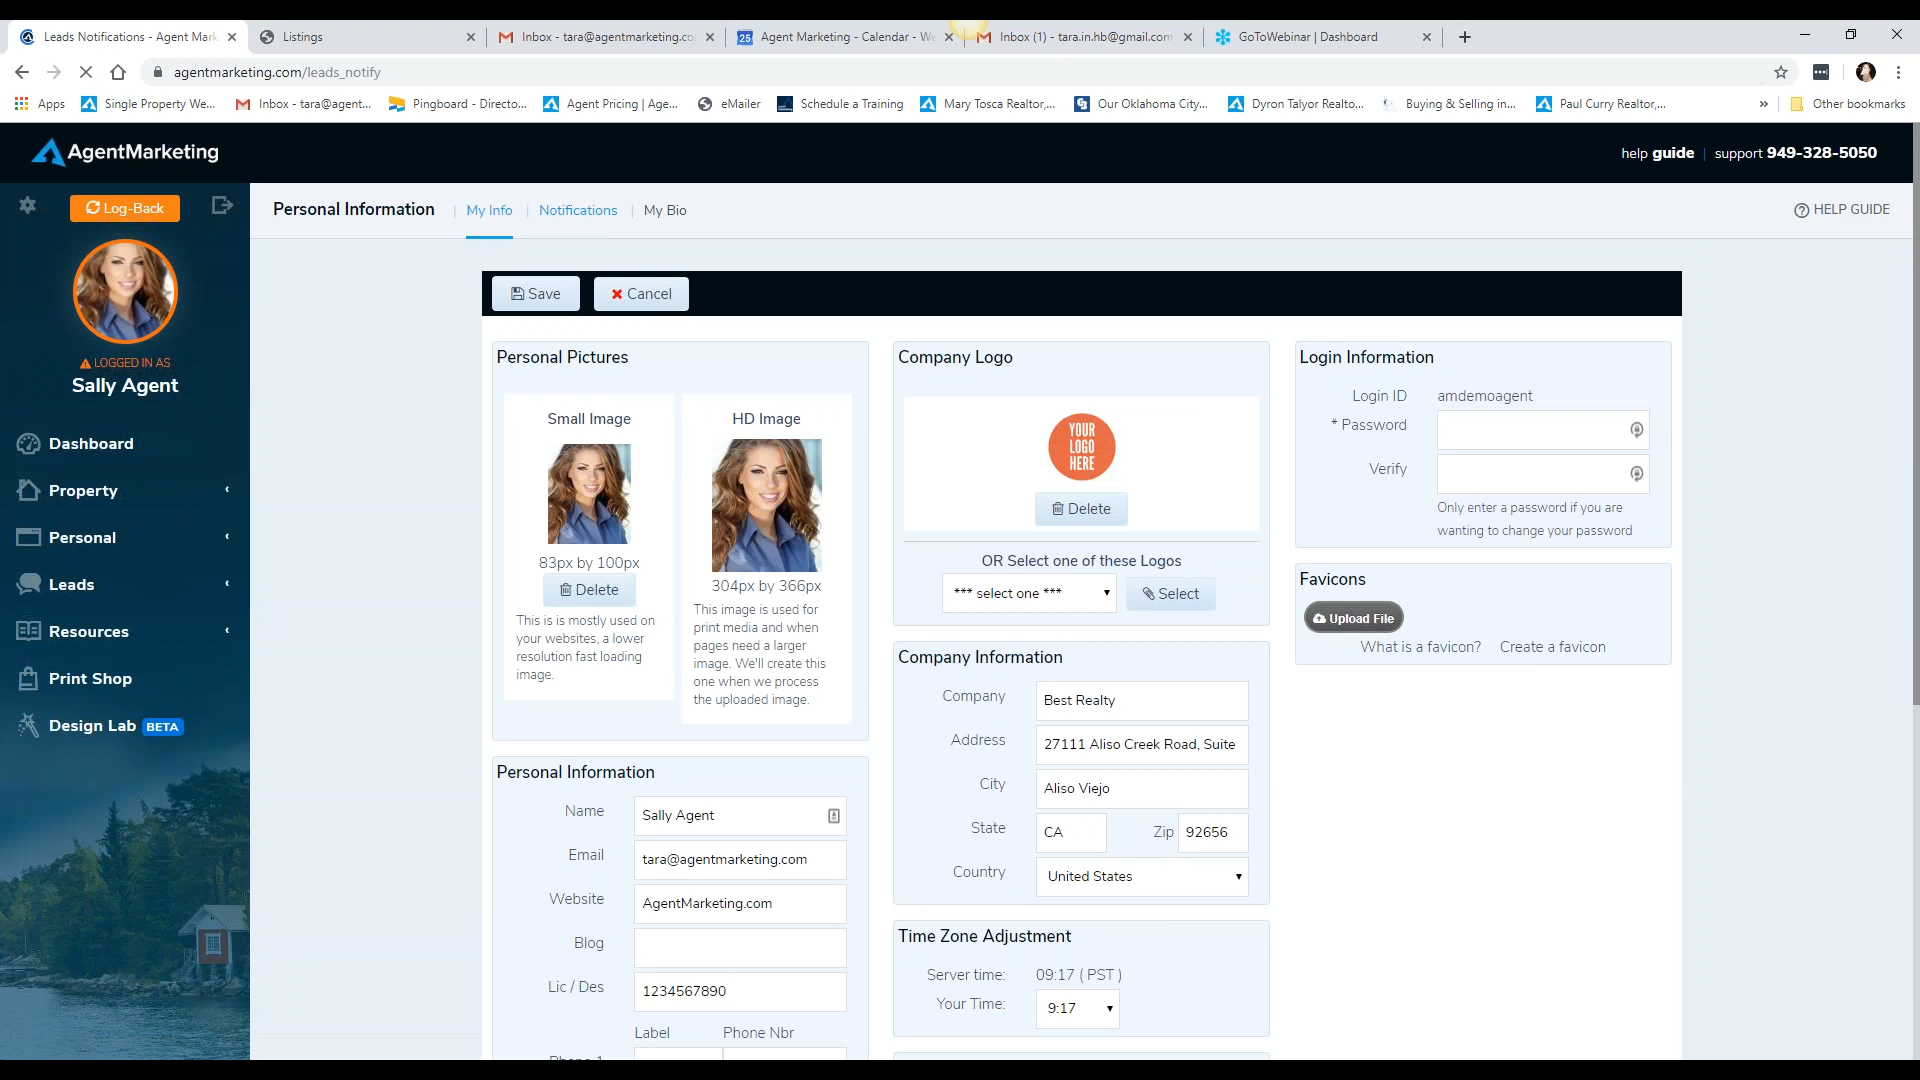 Leads Notifications - Agent Mark
Listings
Inbox - tara@agentmarketing.co
Agent Marketing - Calendar - We
Inbox (1) - tara.in.hb@gmail.com
GoToWebinar | Dashboard
agentmarketing.com/leads_notify
Apps
Single Property We...
Inbox - tara@agent...
Pingboard - Directo...
Agent Pricing | Age...
eMailer
Schedule a Training
Mary Tosca Realtor,...
Our Oklahoma City...
Dyron Talyor Realto...
Buying & Selling in...
Paul Curry Realtor,...
»
Other bookmarks
AgentMarketing
help guide | support 949-328-5050
Log-Back
LOGGED IN AS
Sally Agent
Dashboard
Property
Personal
Leads
Resources
Print Shop
Design Lab BETA
Personal Information | My Info | Notifications | My Bio
HELP GUIDE
Save
Cancel
Personal Pictures
Small Image
83px by 100px
Delete
This is is mostly used on
your websites, a lower
resolution fast loading
image.
HD Image
304px by 366px
This image is used for
print media and when
pages need a larger
image. We'll create this
one when we process
the uploaded image.
Personal Information
Name Sally Agent
Email tara@agentmarketing.com
Website AgentMarketing.com
Blog
Lic / Des 1234567890
Label Phone Nbr
Phone 1
Company Logo
YOUR
LOGO
HERE
Delete
OR Select one of these Logos
*** select one ***
Select
Company Information
Company Best Realty
Address 27111 Aliso Creek Road, Suite
City Aliso Viejo
State CA Zip 92656
Country United States
Time Zone Adjustment
Server time: 09:17 ( PST )
Your Time: 9:17
Login Information
Login ID amdemoagent
* Password
Verify
Only enter a password if you are
wanting to change your password
Favicons
Upload File
What is a favicon? Create a favicon